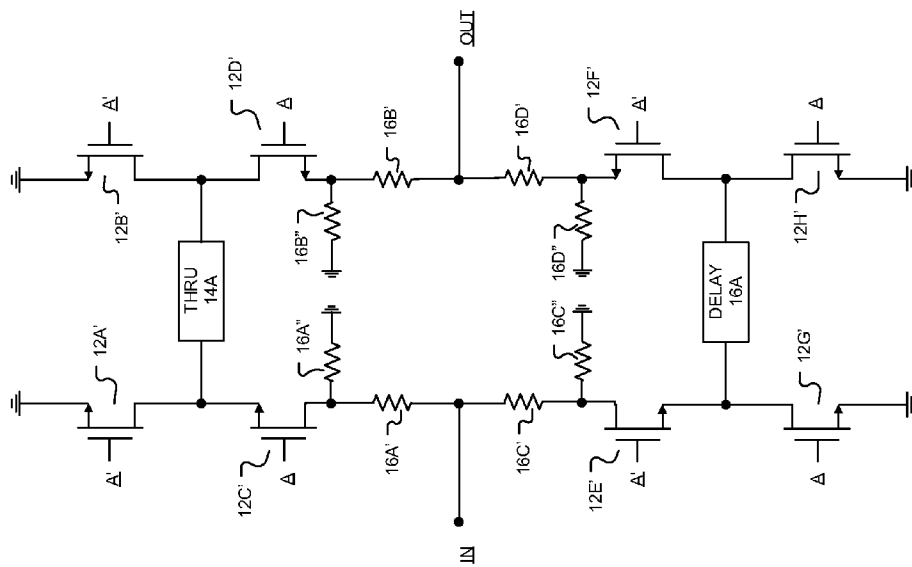 12A'
A'
A'
12B'
THRU
14A
12C'
12D'
A
A
16A"
16B"
16A'
16B'
IN
OUT
16C'
16D'
16C"
16D"
12E'
12F'
A'
A'
DELAY
16A
12G'
12H'
A
A